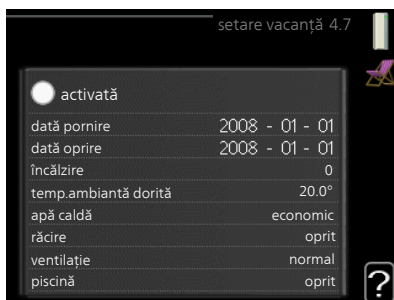 setare vacanță 4.7
activată
dată pornire 2008 - 01 - 01
dată oprire 2008 - 01 - 01
încălzire 0
temp.ambiantă dorită 20.0°
apă caldă economic
răcire oprit
ventilație normal
piscină oprit
?